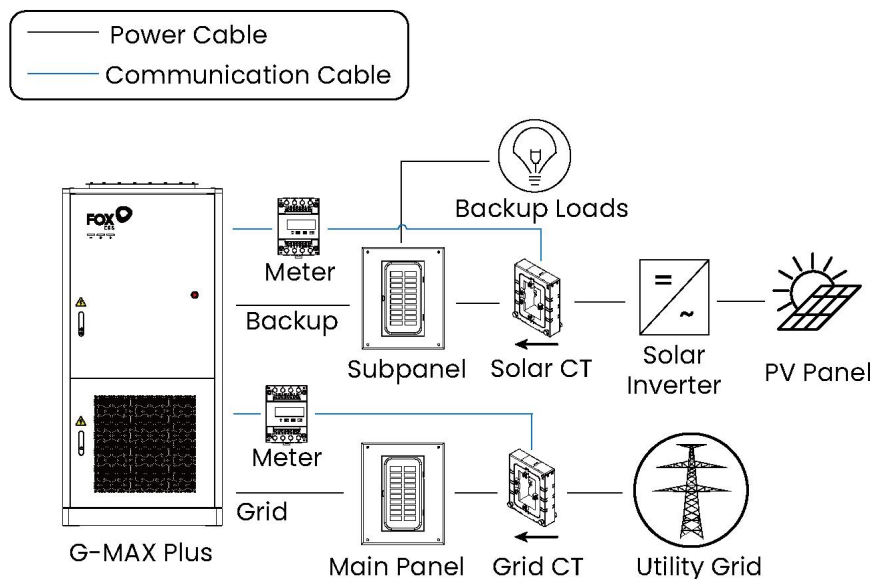 Power Cable
Communication Cable
FOX
ESS
Backup Loads
Meter
Backup
Subpanel
Solar CT
Solar
Inverter
PV Panel
Meter
Grid
G-MAX Plus
Main Panel
Grid CT
Utility Grid